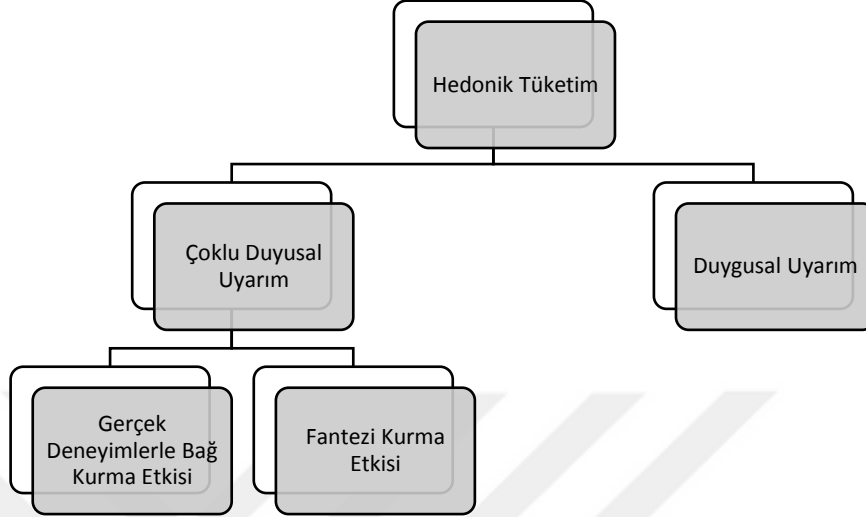 Hedonik Tüketim
Çoklu Duyusal
Uyarım
Duygusal Uyarım
Gerçek
Deneyimlerle Bağ
Kurma Etkisi
Fantezi Kurma
Etkisi